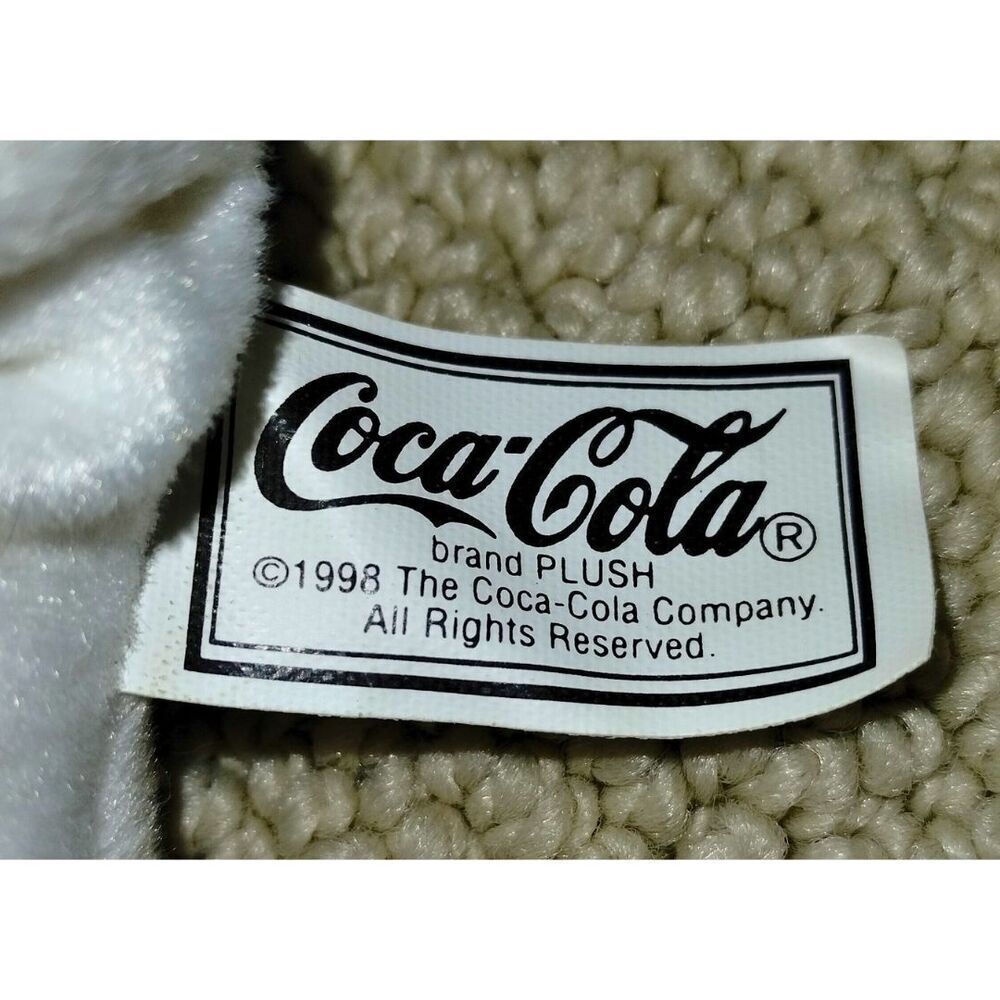 Coca-Cola®
brand PLUSH
©1998 The Coca-Cola Company.
All Rights Reserved.